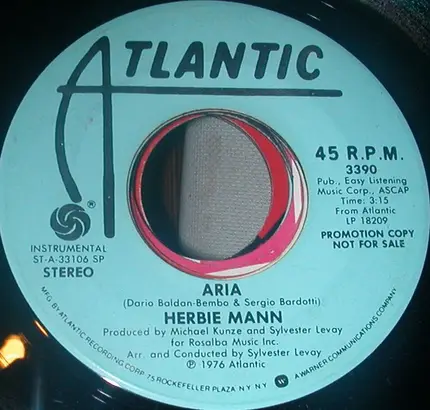 ATLANTIC
45 R.P.M.
3390
Pub., Easy Listening
Music Corp., ASCAP
Time: 3:15
From Atlantic
LP 18209
PROMOTION COPY
NOT FOR SALE
®
INSTRUMENTAL
ST-A-33106 SP
STEREO
ARIA
(Dario Baldan-Bembo & Sergio Bardotti)
HERBIE MANN
Produced by Michael Kunze and Sylvester Levay
for Rosalba Music Inc.
Arr. and Conducted by Sylvester Levay
℗ 1976 Atlantic
MFG. BY ATLANTIC RECORDING CORP. 75 ROCKEFELLER PLAZA N.Y. N.Y. W A WARNER COMMUNICATIONS COMPANY